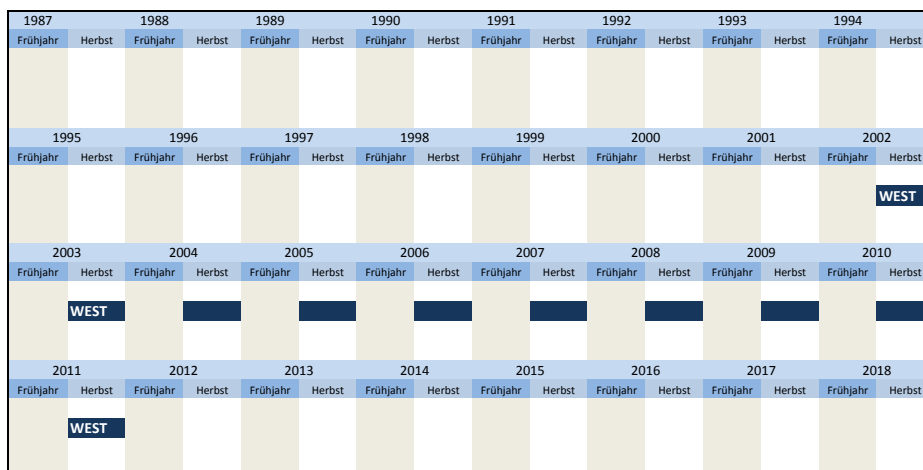 1987 1988 1989 1990 1991 1992 1993 1994
Frühjahr Herbst Frühjahr Herbst Frühjahr Herbst Frühjahr Herbst Frühjahr Herbst Frühjahr Herbst Frühjahr Herbst Frühjahr Herbst
1995 1996 1997 1998 1999 2000 2001 2002
Frühjahr Herbst Frühjahr Herbst Frühjahr Herbst Frühjahr Herbst Frühjahr Herbst Frühjahr Herbst Frühjahr Herbst Frühjahr Herbst
WEST
2003 2004 2005 2006 2007 2008 2009 2010
Frühjahr Herbst Frühjahr Herbst Frühjahr Herbst Frühjahr Herbst Frühjahr Herbst Frühjahr Herbst Frühjahr Herbst Frühjahr Herbst
WEST
2011 2012 2013 2014 2015 2016 2017 2018
Frühjahr Herbst Frühjahr Herbst Frühjahr Herbst Frühjahr Herbst Frühjahr Herbst Frühjahr Herbst Frühjahr Herbst Frühjahr Herbst
WEST